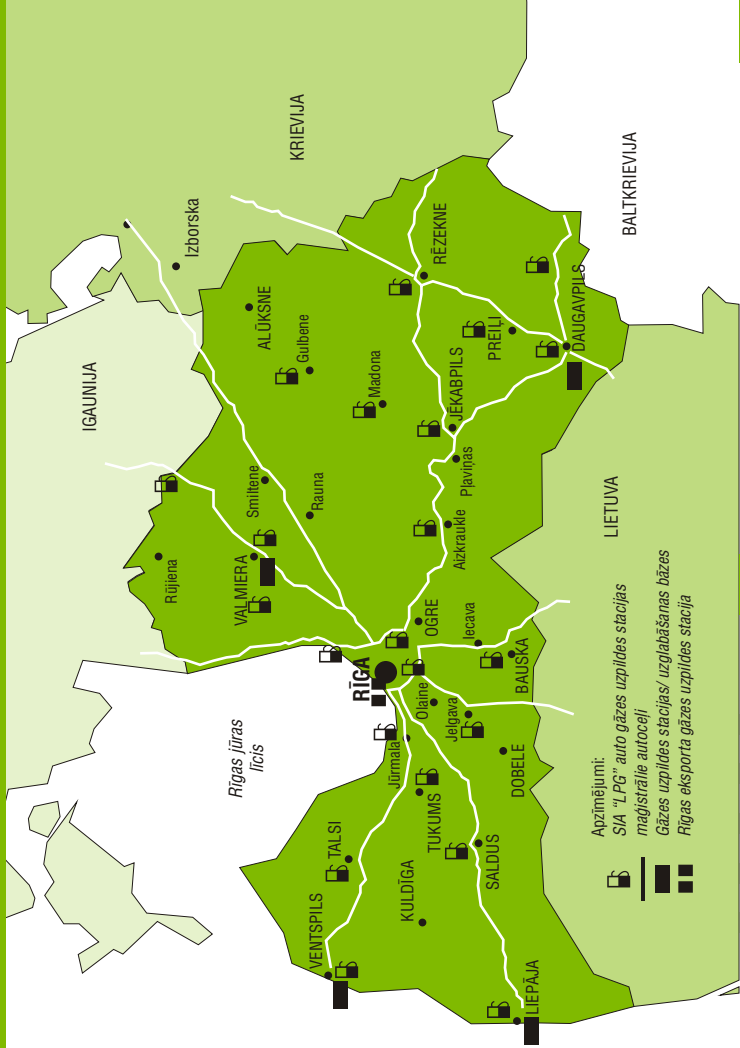 IGAUNIJA
KRIEVIJA
Izborska
Rūjiena
ALŪKSNE
Smiltene
VALMIERA
Gulbene
Rauna
Rīgas jūras
līcis
Madona
RĒZEKNE
RĪGA
OGRE
Aizkraukle
Pļaviņas
JĒKABPILS
PREIĻI
VENTSPILS
TALSI
Jūrmala
Olaine
Iecava
KULDĪGA
TUKUMS
Jelgava
BAUSKA
DAUGAVPILS
SALDUS
DOBELE
LIEPĀJA
LIETUVA
BALTKRIEVIJA
Apzīmējumi:
SIA "LPG" auto gāzes uzpildes stacijas
maģistrālie autoceļi
Gāzes uzpildes stacijas/ uzglabāšanas bāzes
Rīgas eksporta gāzes uzpildes stacija